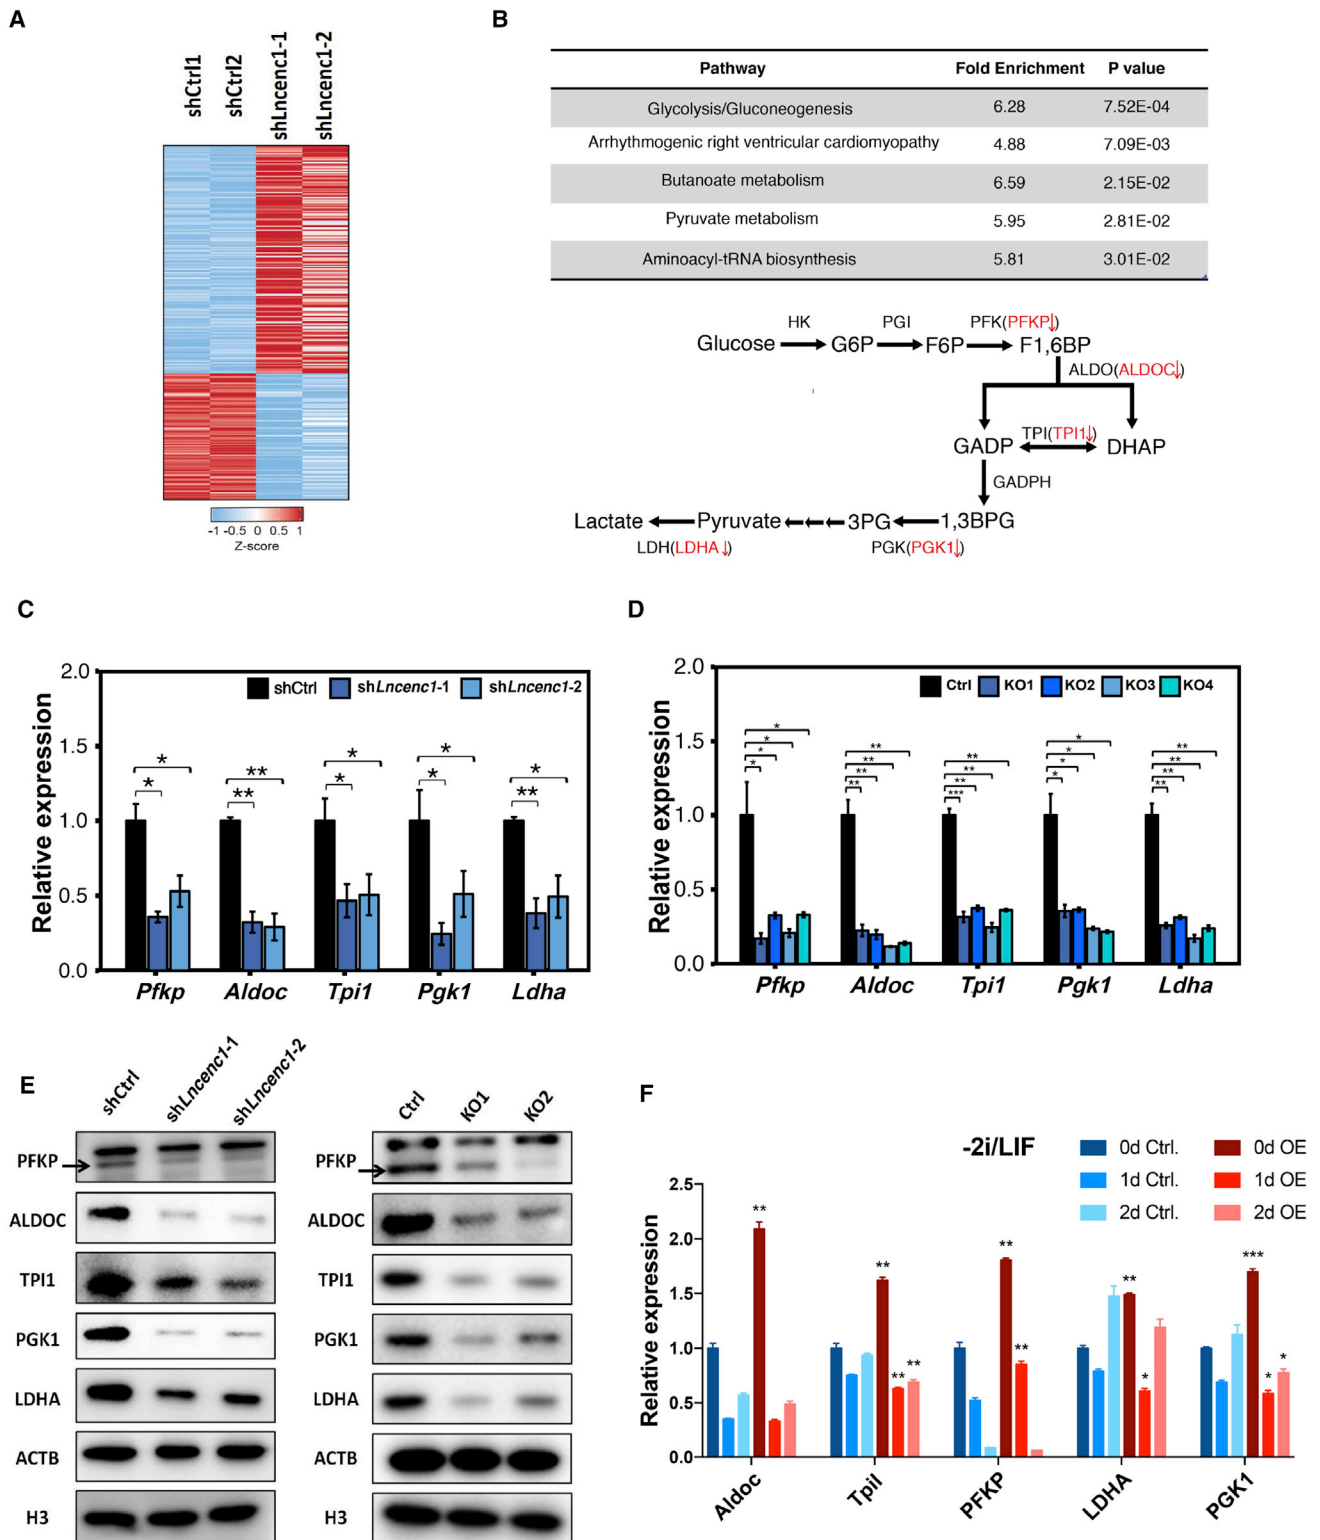 A
shCtrl1
shCtrl2
shLncenc1-1
shLncenc1-2
-1 -0.5 0 0.5 1
Z-score
B
Pathway Fold Enrichment P value
Glycolysis/Gluconeogenesis 6.28 7.52E-04
Arrhythmogenic right ventricular cardiomyopathy 4.88 7.09E-03
Butanoate metabolism 6.59 2.15E-02
Pyruvate metabolism 5.95 2.81E-02
Aminoacyl-tRNA biosynthesis 5.81 3.01E-02
HK PGI PFK(PFKP↓)
Glucose G6P F6P F1,6BP
ALDO(ALDOC↓)
TPI(TPI1↓)
GADP DHAP
GADPH
Lactate Pyruvate 3PG 1,3BPG
LDH(LDHA↓) PGK(PGK1↓)
C
Relative expression
2.0
1.5
1.0
0.5
0.0
shCtrl shLncenc1-1 shLncenc1-2
* * ** ** * * * * ** *
Pfkp Aldoc Tpi1 Pgk1 Ldha
D
Relative expression
2.0
1.5
1.0
0.5
0.0
Ctrl KO1 KO2 KO3 KO4
* * * *
** ** ** **
*** ** ** **
* * * *
** ** ** **
Pfkp Aldoc Tpi1 Pgk1 Ldha
E
shCtrl
shLncenc1-1
shLncenc1-2
PFKP
ALDOC
TPI1
PGK1
LDHA
ACTB
H3
Ctrl
KO1
KO2
PFKP
ALDOC
TPI1
PGK1
LDHA
ACTB
H3
F
-2i/LIF
0d Ctrl. 0d OE
1d Ctrl. 1d OE
2d Ctrl. 2d OE
Relative expression
2.5
2.0
1.5
1.0
0.5
0.0
**
** ** **
** **
** *
*** * *
Aldoc
Tpil
PFKP
LDHA
PGK1